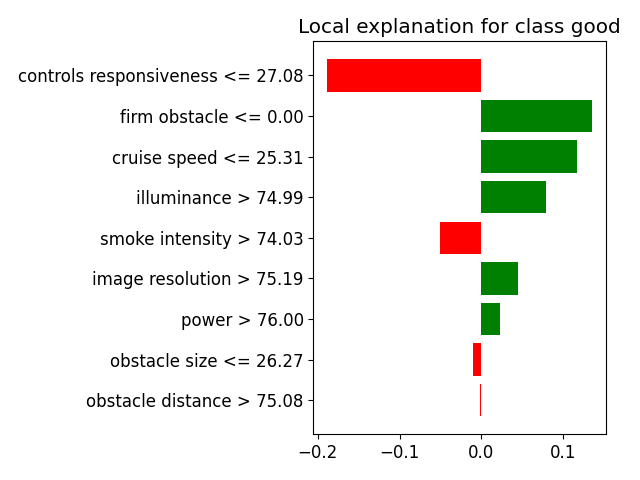 Local explanation for class good
controls responsiveness <= 27.08
firm obstacle <= 0.00
cruise speed <= 25.31
illuminance > 74.99
smoke intensity > 74.03
image resolution > 75.19
power > 76.00
obstacle size <= 26.27
obstacle distance > 75.08
−0.2 −0.1 0.0 0.1